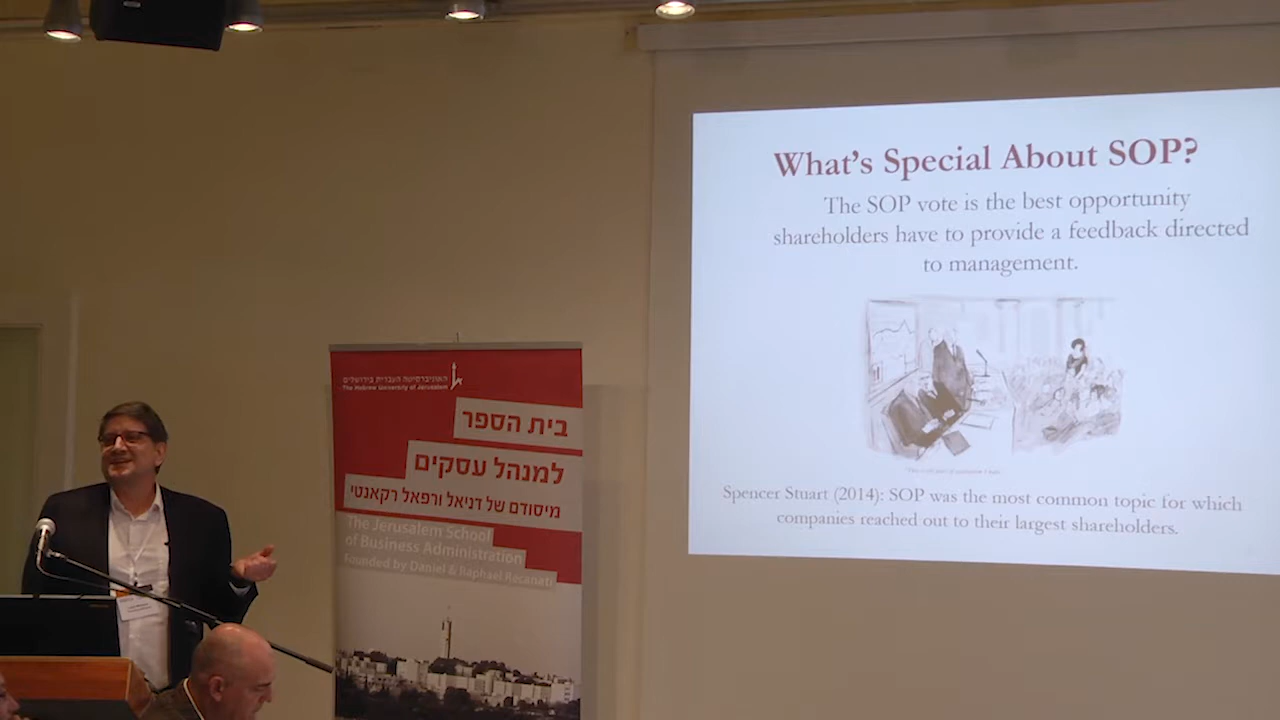 What's Special About SOP?
The SOP vote is the best opportunity
shareholders have to provide a feedback directed
to management.
Spencer Stuart (2014): SOP was the most common topic for which
companies reached out to their largest shareholders.
האוניברסיטה העברית בירושלים
The Hebrew University of Jerusalem
בית הספר
למנהל עסקים
מיסודם של דניאל ורפאל רקאנטי
The Jerusalem School
of Business Administration
Founded by Daniel & Raphael Recanati